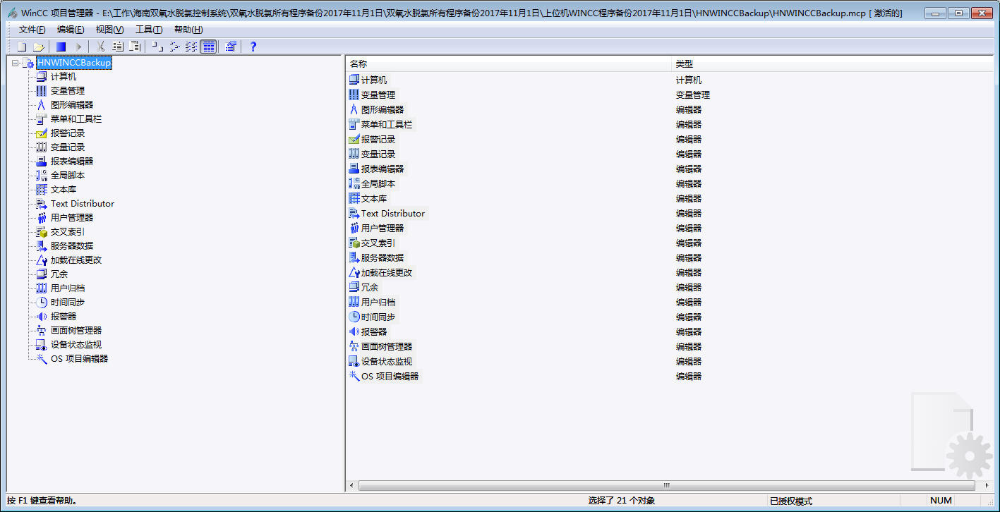 WinCC 项目管理器 - E:\工作\海南双氧水脱氯控制系统\双氧水脱氯所有程序备份2017年11月1日\双氧水脱氯所有程序备份2017年11月1日\上位机WINCC程序备份2017年11月1日\HNWINCCBackup\HNWINCCBackup.mcp [ 激活的]
文件(F) 编辑(E) 视图(V) 工具(T) 帮助(H)
HNWINCCBackup
计算机
变量管理
图形编辑器
菜单和工具栏
报警记录
变量记录
报表编辑器
全局脚本
文本库
Text Distributor
用户管理器
交叉索引
服务器数据
加载在线更改
冗余
用户归档
时间同步
报警器
画面树管理器
设备状态监视
OS 项目编辑器
名称 类型
计算机 计算机
变量管理 变量管理
图形编辑器 编辑器
菜单和工具栏 编辑器
报警记录 编辑器
变量记录 编辑器
报表编辑器 编辑器
全局脚本 编辑器
文本库 编辑器
Text Distributor 编辑器
用户管理器 编辑器
交叉索引 编辑器
服务器数据 编辑器
加载在线更改 编辑器
冗余 编辑器
用户归档 编辑器
时间同步 编辑器
报警器 编辑器
画面树管理器 编辑器
设备状态监视 编辑器
OS 项目编辑器 编辑器
按 F1 键查看帮助。 选择了 21 个对象 已授权模式 NUM